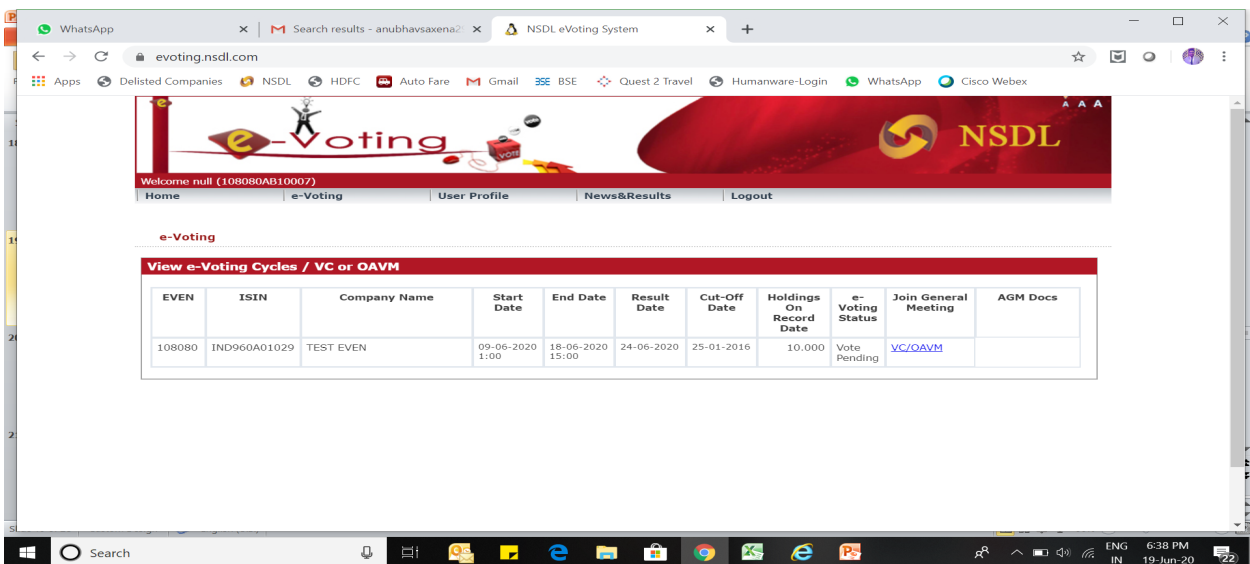 WhatsApp
Search results - anubhavsaxena2
NSDL eVoting System
evoting.nsdl.com
Apps Delisted Companies NSDL HDFC Auto Fare Gmail BSE BSE Quest 2 Travel Humanware-Login WhatsApp Cisco Webex
e-Voting
VOTE
NSDL
A A A
Welcome null (108080AB10007)
Home e-Voting User Profile News&Results Logout
e-Voting
View e-Voting Cycles / VC or OAVM
EVEN ISIN Company Name Start Date End Date Result Date Cut-Off Date Holdings On Record Date e-Voting Status Join General Meeting AGM Docs
108080 IND960A01029 TEST EVEN 09-06-2020 1:00 18-06-2020 15:00 24-06-2020 25-01-2016 10.000 Vote Pending VC/OAVM
Search
ENG IN
6:38 PM
19-Jun-20
22